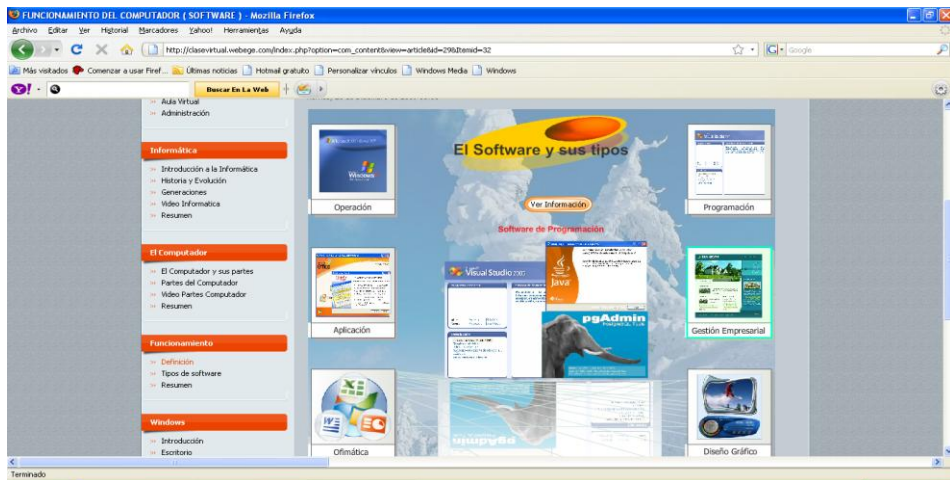 FUNCIONAMIENTO DEL COMPUTADOR ( SOFTWARE ) - Mozilla Firefox
Archivo Editar Ver Historial Marcadores Yahoo! Herramientas Ayuda
http://clasevirtual.webege.com/index.php?option=com_content&view=article&id=29&Itemid=32
Google
Más visitados Comenzar a usar Firef... Últimas noticias Hotmail gratuito Personalizar vínculos Windows Media Windows
Buscar En La Web
Aula Virtual
Administración
Informática
Introducción a la Informática
Historia y Evolución
Generaciones
Video Informatica
Resumen
El Computador
El Computador y sus partes
Partes del Computador
Video Partes Computador
Resumen
Funcionamiento
Definición
Tipos de software
Resumen
Windows
Introducción
Escritorio
El Software y sus tipos
Ver Información
Software de Programación
Operación
Aplicación
Ofimática
Visual Studio
Java
pgAdmin
Programación
Gestión Empresarial
Diseño Gráfico
Terminado